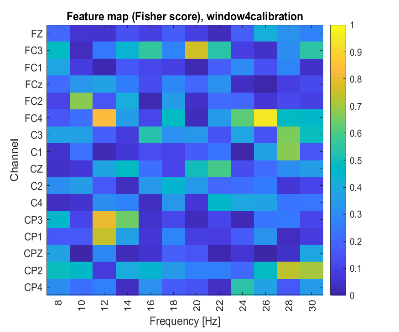 Feature map (Fisher score), window4calibration
Channel
FZ
FC3
FC1
FCz
FC2
FC4
C3
C1
CZ
C2
C4
CP3
CP1
CPZ
CP2
CP4
8 10 12 14 16 18 20 22 24 26 28 30
Frequency [Hz]
1
0.9
0.8
0.7
0.6
0.5
0.4
0.3
0.2
0.1
0